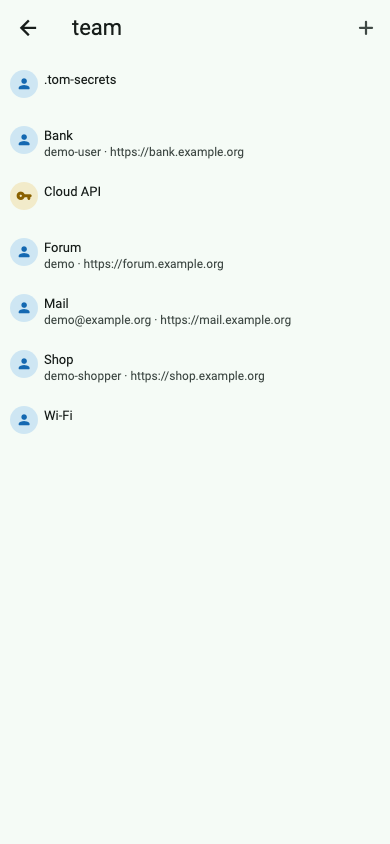 team
.tom-secrets
Bank
demo-user · https://bank.example.org
Cloud API
Forum
demo · https://forum.example.org
Mail
demo@example.org · https://mail.example.org
Shop
demo-shopper · https://shop.example.org
Wi-Fi